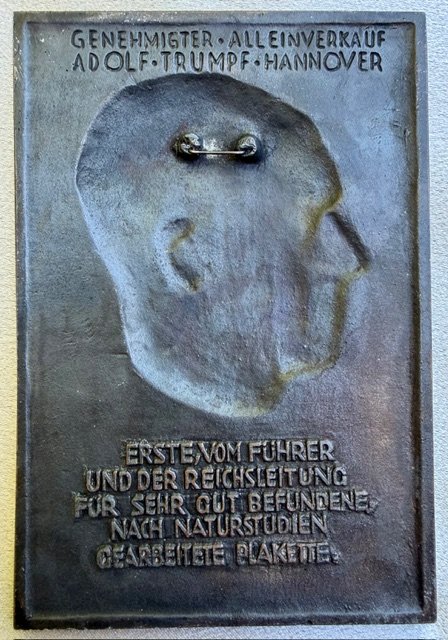 GENEHMIGTER · ALLEINVERKAUF
ADOLF · TRUMPF · HANNOVER
ERSTE VOM FÜHRER
UND DER REICHSLEITUNG
FÜR SEHR GUT BEFUNDENE,
NACH NATURSTUDIEN
GEARBEITETE PLAKETTE.